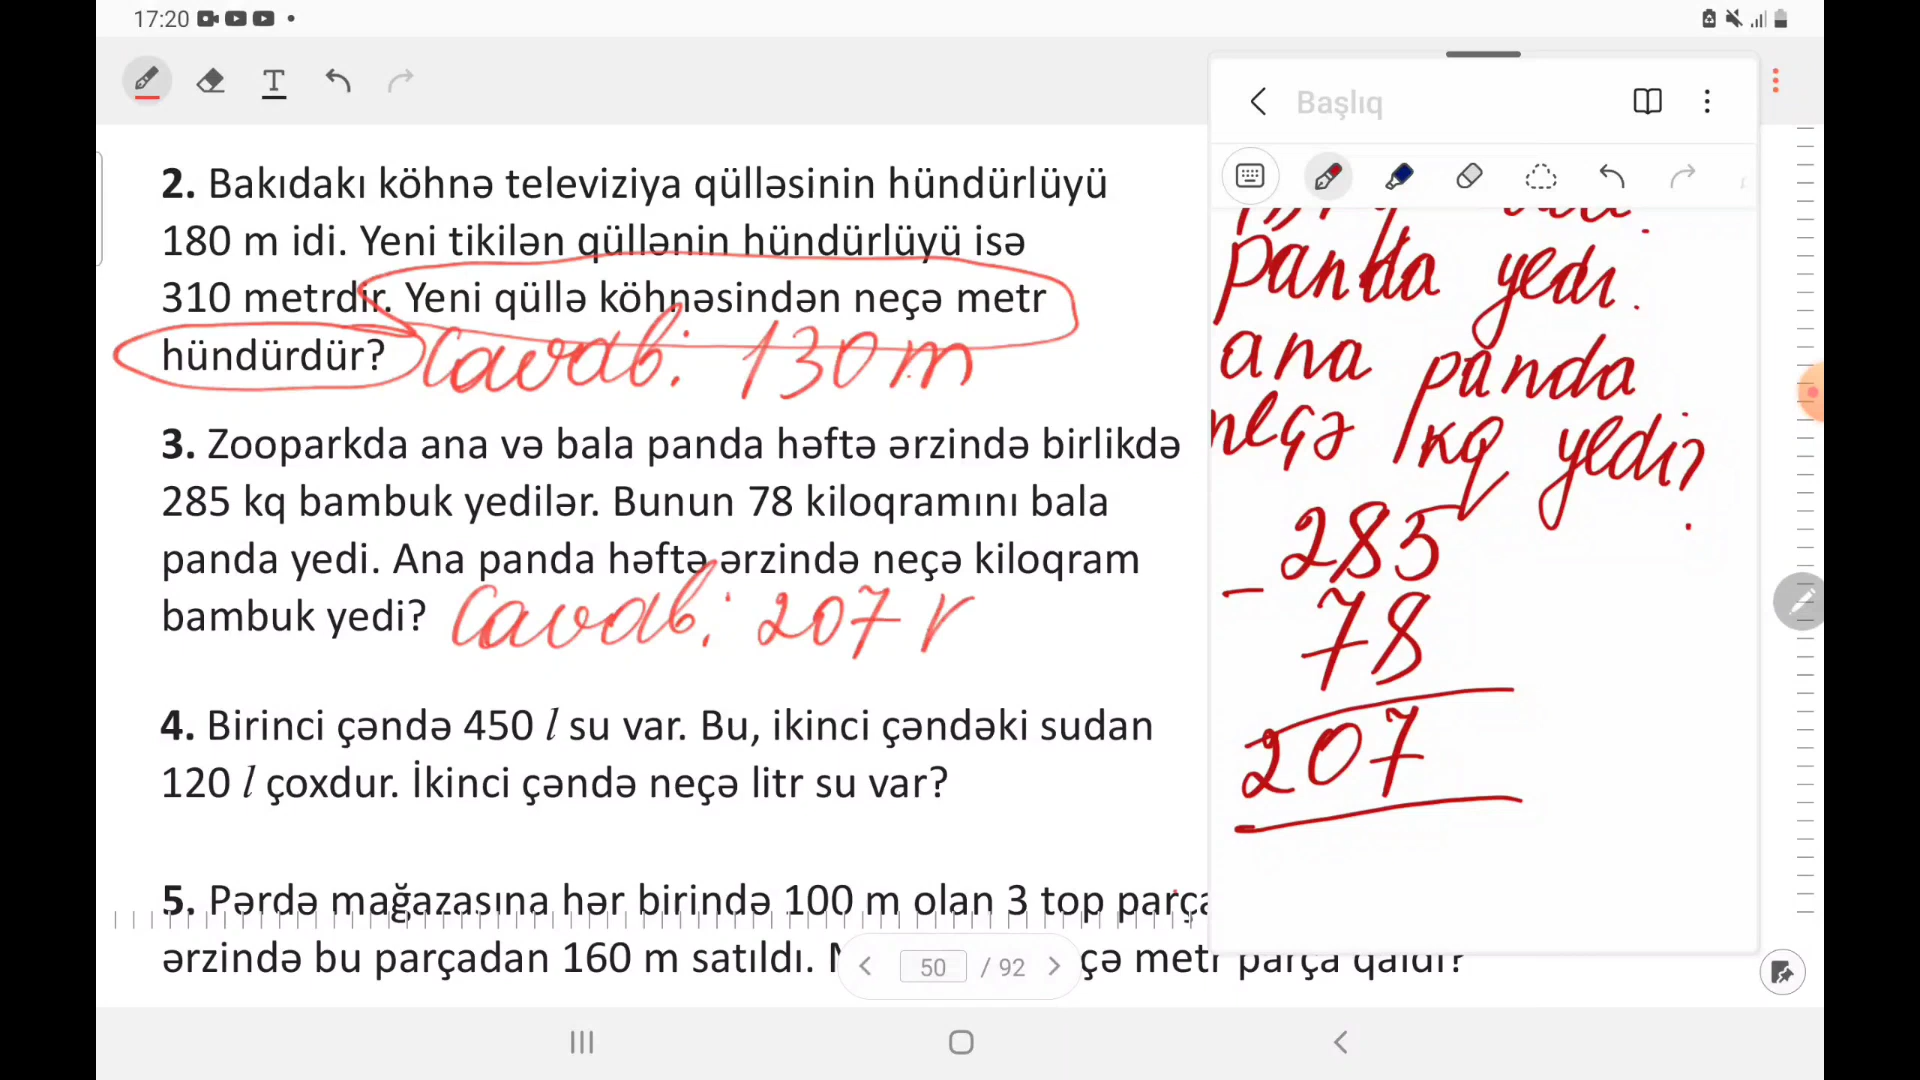 17:20
Başlıq
2. Bakıdakı köhnə televiziya qülləsinin hündürlüyü
180 m idi. Yeni tikilən qüllənin hündürlüyü isə
310 metrdir. Yeni qüllə köhnəsindən neçə metr
hündürdür? Cavab: 130 m
3. Zooparkda ana və bala panda həftə ərzində birlikdə
285 kq bambuk yedilər. Bunun 78 kiloqramını bala
panda yedi. Ana panda həftə ərzində neçə kiloqram
bambuk yedi? Cavab: 207
4. Birinci çəndə 450 l su var. Bu, ikinci çəndəki sudan
120 l çoxdur. İkinci çəndə neçə litr su var?
5. Pərdə mağazasına hər birində 100 m olan 3 top parça
ərzində bu parçadan 160 m satıldı. çə metr parça qaldı?
50 / 92
panda yedi.
ana panda
neçə kq yedi?
285
- 78
207